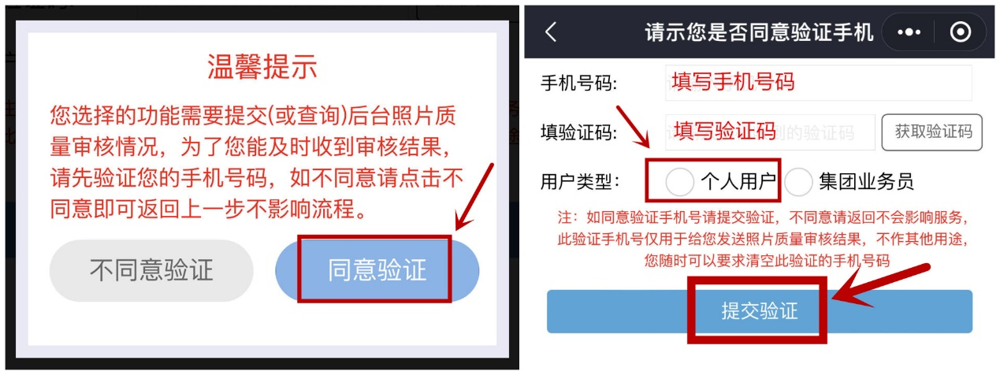 温馨提示
您选择的功能需要提交(或查询)后台照片质
量审核情况，为了您能及时收到审核结果，
请先验证您的手机号码，如不同意请点击不
同意即可返回上一步不影响流程。
不同意验证
同意验证
请示您是否同意验证手机
手机号码:
填写手机号码
填验证码:
填写验证码
到的验证码
获取验证码
用户类型：
个人用户
集团业务员
注：如同意验证手机号请提交验证，不同意请返回不会影响服务，
此验证手机号仅用于给您发送照片质量审核结果，不作其他用途，
您随时可以要求清空此验证的手机号码
提交验证